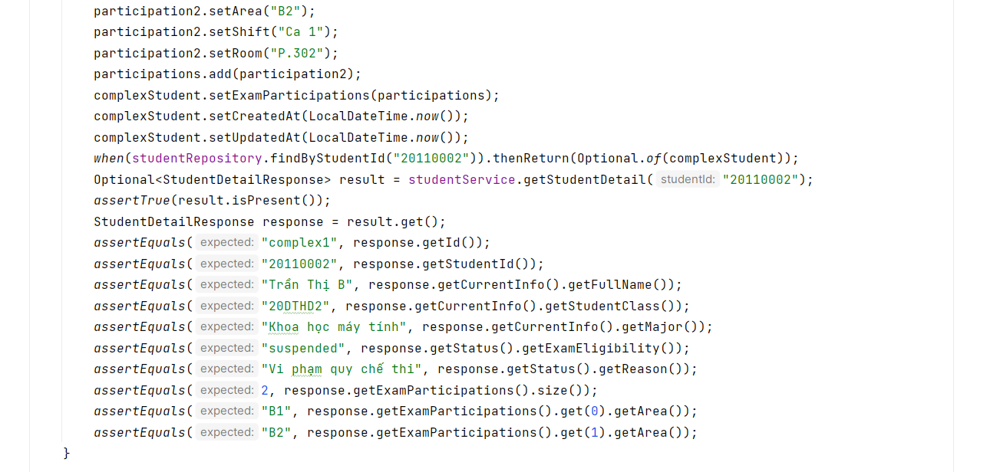 participation2.setArea("B2");
participation2.setShift("Ca 1");
participation2.setRoom("P.302");
participations.add(participation2);
complexStudent.setExamParticipations(participations);
complexStudent.setCreatedAt(LocalDateTime.now());
complexStudent.setUpdatedAt(LocalDateTime.now());
when(studentRepository.findByStudentId("20110002")).thenReturn(Optional.of(complexStudent));
Optional<StudentDetailResponse> result = studentService.getStudentDetail( studentId: "20110002");
assertTrue(result.isPresent());
StudentDetailResponse response = result.get();
assertEquals( expected: "complex1", response.getId());
assertEquals( expected: "20110002", response.getStudentId());
assertEquals( expected: "Trần Thị B", response.getCurrentInfo().getFullName());
assertEquals( expected: "20DTHD2", response.getCurrentInfo().getStudentClass());
assertEquals( expected: "Khoa học máy tính", response.getCurrentInfo().getMajor());
assertEquals( expected: "suspended", response.getStatus().getExamEligibility());
assertEquals( expected: "Vi phạm quy chế thi", response.getStatus().getReason());
assertEquals( expected: 2, response.getExamParticipations().size());
assertEquals( expected: "B1", response.getExamParticipations().get(0).getArea());
assertEquals( expected: "B2", response.getExamParticipations().get(1).getArea());
}